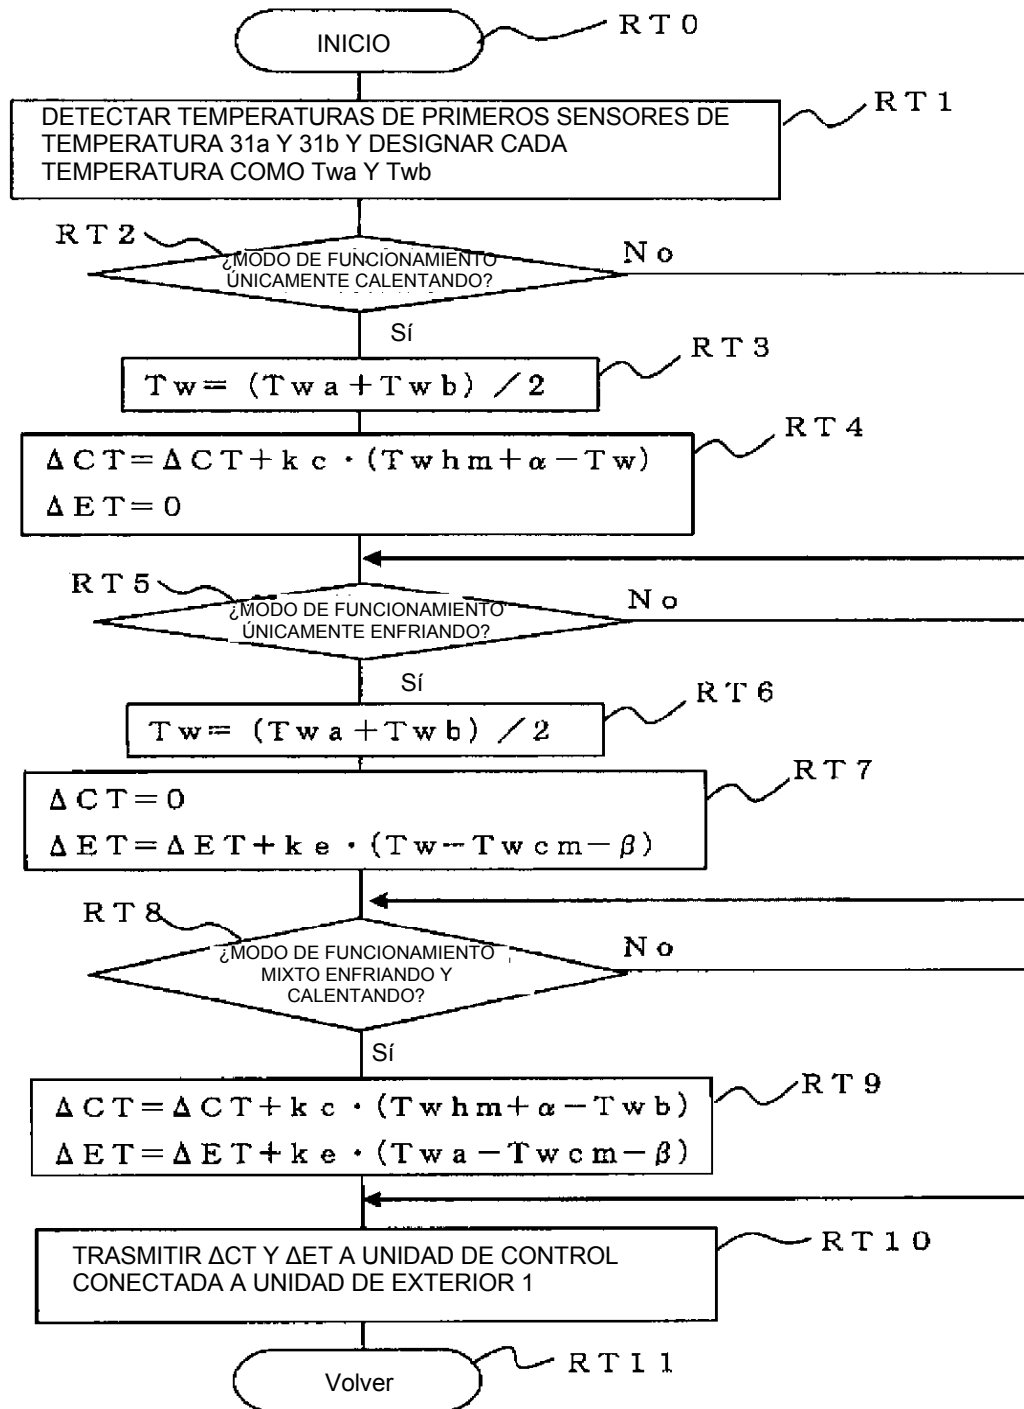 INICIO
RT0
DETECTAR TEMPERATURAS DE PRIMEROS SENSORES DE
TEMPERATURA 31a Y 31b Y DESIGNAR CADA
TEMPERATURA COMO Twa Y Twb
RT1
RT2
¿MODO DE FUNCIONAMIENTO
ÚNICAMENTE CALENTANDO?
No
Sí
RT3
Tw=(Twa+Twb)/2
RT4
ΔCT=ΔCT+kc・(Twhm+α−Tw)
ΔET=0
RT5
¿MODO DE FUNCIONAMIENTO
ÚNICAMENTE ENFRIANDO?
No
Sí
RT6
Tw=(Twa+Twb)/2
RT7
ΔCT=0
ΔET=ΔET+ke・(Tw−Twcm−β)
RT8
¿MODO DE FUNCIONAMIENTO
MIXTO ENFRIANDO Y
CALENTANDO?
No
Sí
RT9
ΔCT=ΔCT+kc・(Twhm+α−Twb)
ΔET=ΔET+ke・(Twa−Twcm−β)
RT10
TRASMITIR ΔCT Y ΔET A UNIDAD DE CONTROL
CONECTADA A UNIDAD DE EXTERIOR 1
Volver
RT11